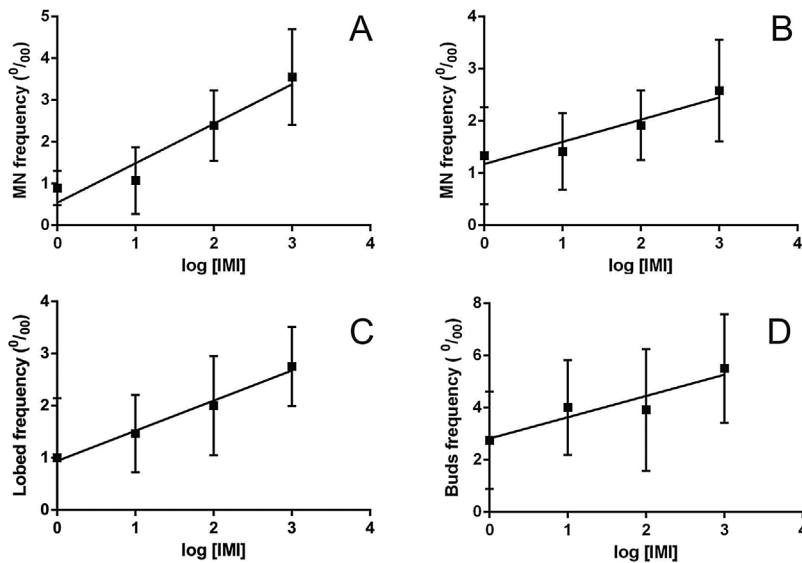 A
MN frequency (⁰/₀₀)
5
4
3
2
1
0
0 1 2 3 4
log [IMI]
B
MN frequency (⁰/₀₀)
4
3
2
1
0
0 1 2 3 4
log [IMI]
C
Lobed frequency (⁰/₀₀)
4
3
2
1
0
0 1 2 3 4
log [IMI]
D
Buds frequency ( ⁰/₀₀)
8
6
4
2
0
0 1 2 3 4
log [IMI]